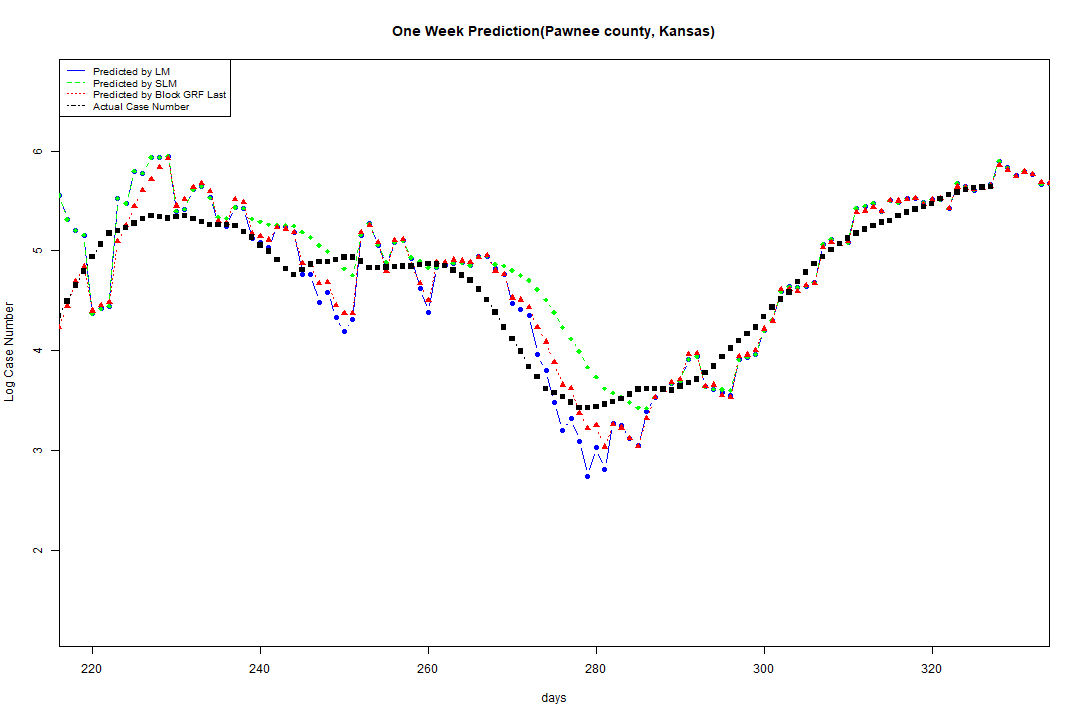 One Week Prediction(Pawnee county, Kansas)
Predicted by LM
Predicted by SLM
Predicted by Block GRF Last
Actual Case Number
6
5
4
3
2
Log Case Number
220 240 260 280 300 320
days